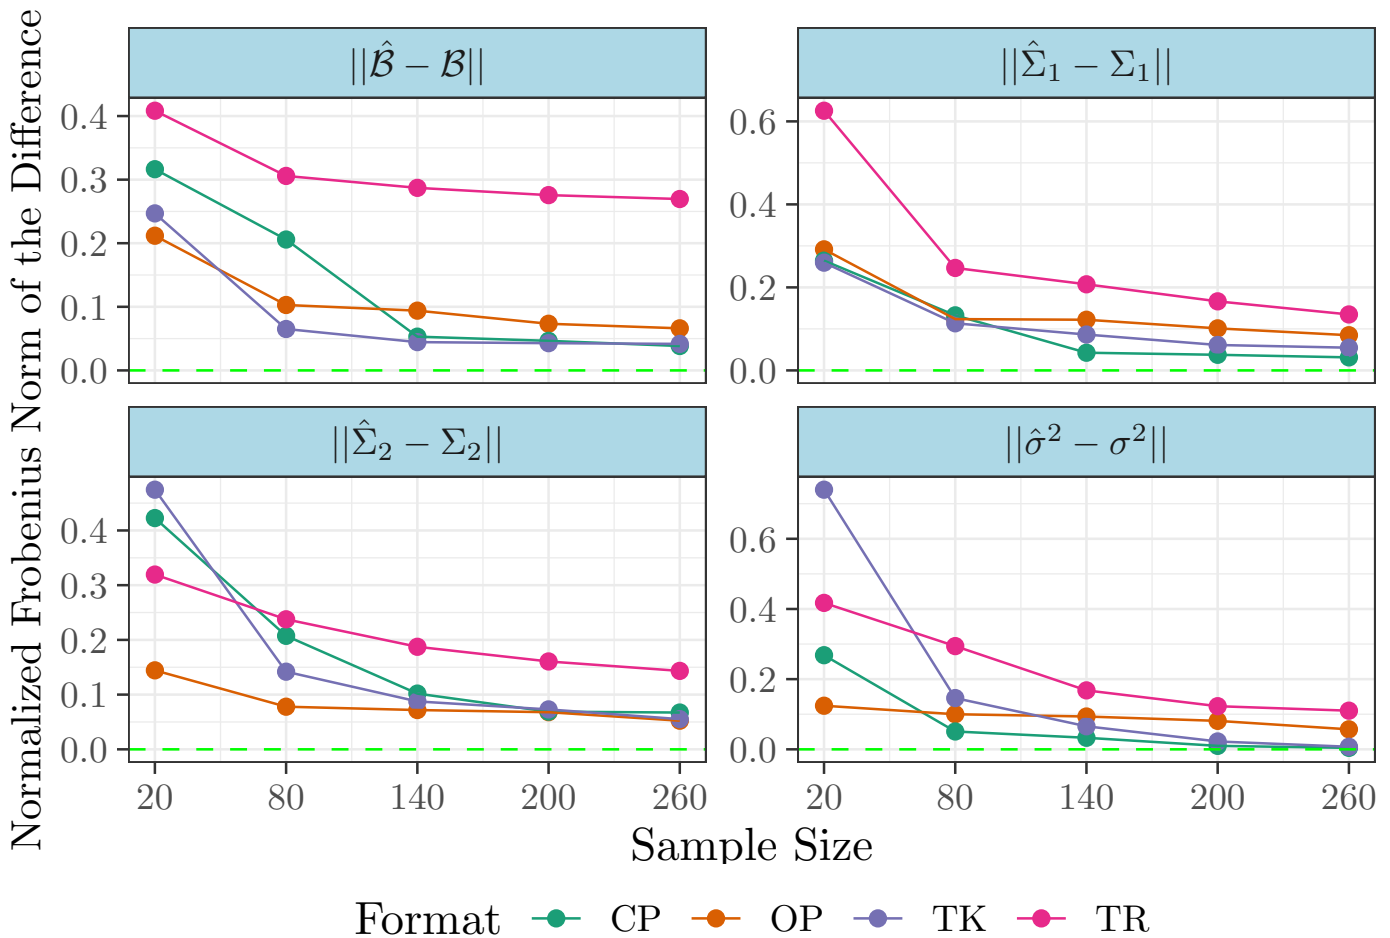 Normalized Frobenius Norm of the Difference
||𝓑̂ − 𝓑||
0.4
0.3
0.2
0.1
0.0
||Σ̂₁ − Σ₁||
0.6
0.4
0.2
0.0
||Σ̂₂ − Σ₂||
0.4
0.3
0.2
0.1
0.0
20 80 140 200 260
||σ̂² − σ²||
0.6
0.4
0.2
0.0
20 80 140 200 260
Sample Size
Format CP OP TK TR